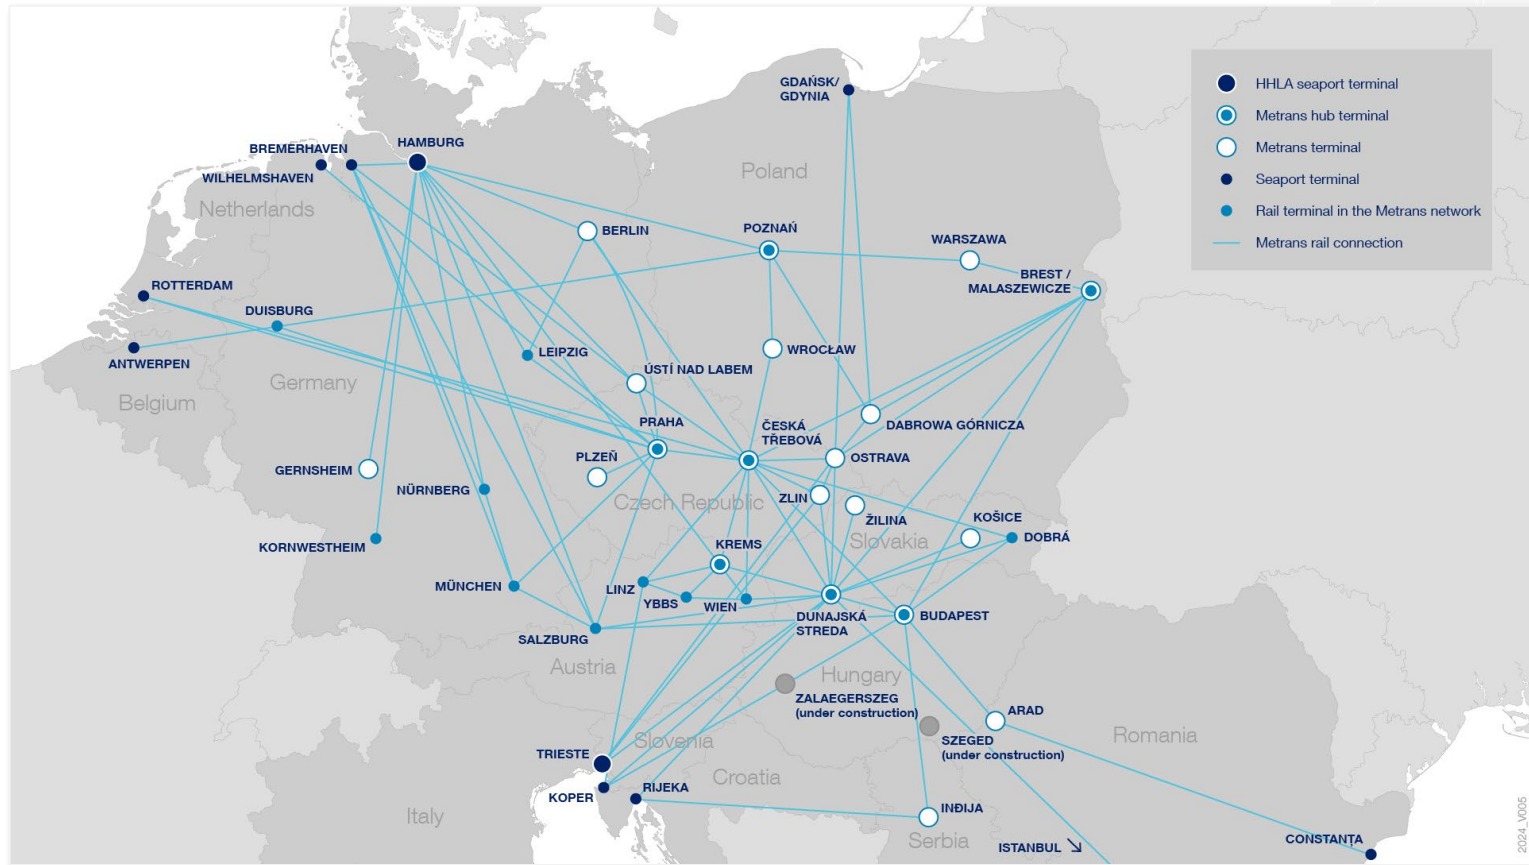 GDAŃSK/
GDYNIA
HHLA seaport terminal
Metrans hub terminal
Metrans terminal
Seaport terminal
Rail terminal in the Metrans network
Metrans rail connection
BREMERHAVEN
HAMBURG
WILHELMSHAVEN
Poland
Netherlands
BERLIN
POZNAŃ
WARSZAWA
BREST /
MALASZEWICZE
ROTTERDAM
DUISBURG
ANTWERPEN
LEIPZIG
WROCŁAW
ÚSTÍ NAD LABEM
Germany
Belgium
PRAHA
ČESKÁ
TŘEBOVÁ
DABROWA GÓRNICZA
PLZEŇ
OSTRAVA
GERNSHEIM
NÜRNBERG
Czech Republic
ZLIN
ŽILINA
KOŠICE
DOBRÁ
Slovakia
KORNWESTHEIM
KREMS
MÜNCHEN
LINZ
YBBS
WIEN
DUNAJSKÁ
STREDA
BUDAPEST
SALZBURG
Austria
Hungary
ZALAEGERSZEG
(under construction)
ARAD
SZEGED
(under construction)
Romania
TRIESTE
Slovenia
Croatia
KOPER
RIJEKA
Italy
INĐIJA
Serbia
ISTANBUL
CONSTANȚA
2024_V005